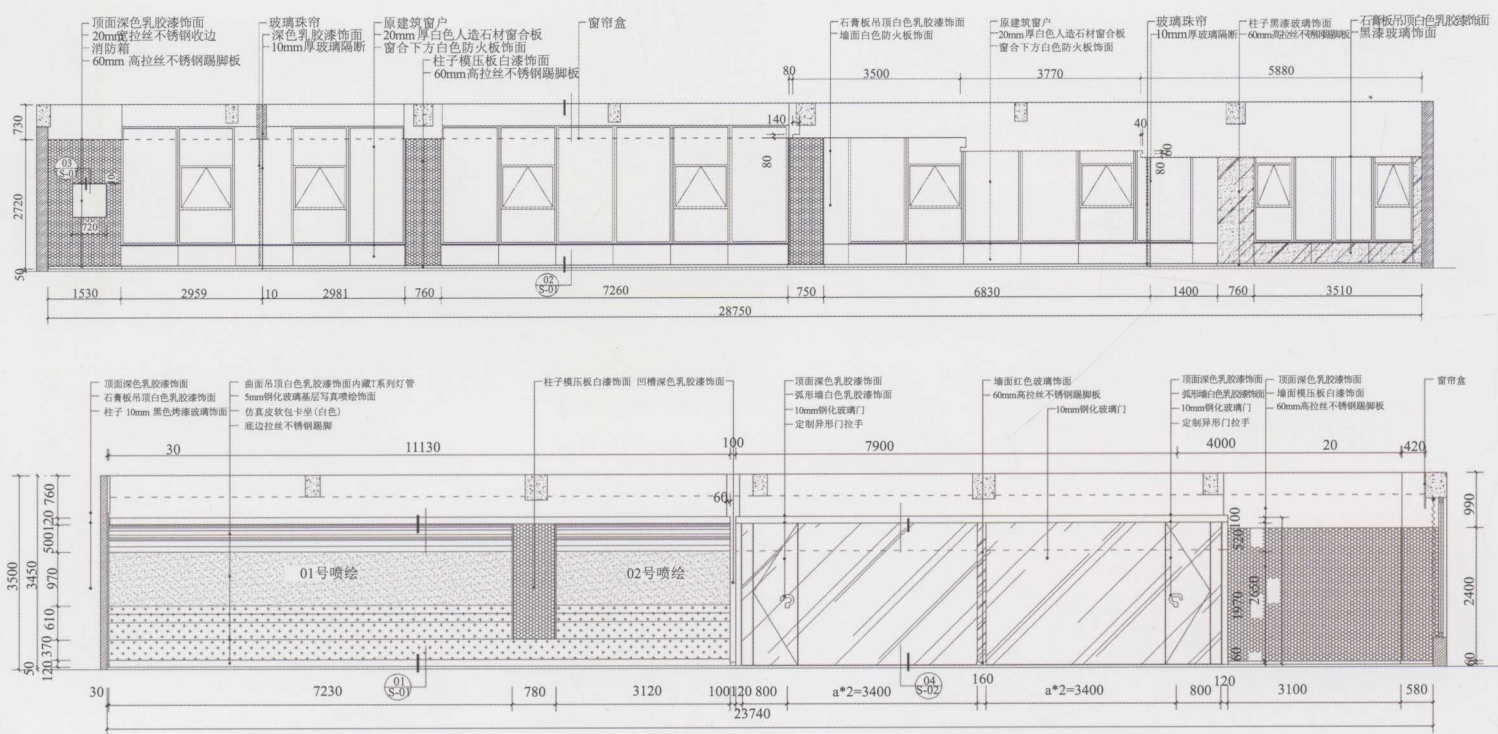 顶面深色乳胶漆饰面
20mm宽拉丝不锈钢收边
消防箱
60mm 高拉丝不锈钢踢脚板
玻璃珠帘
深色乳胶漆饰面
10mm厚玻璃隔断
原建筑窗户
20mm厚白色人造石材窗台板
窗台下方白色防火板饰面
柱子模压板白漆饰面
60mm高拉丝不锈钢踢脚板
窗帘盒
石膏板吊顶白色乳胶漆饰面
墙面白色防火板饰面
原建筑窗户
20mm厚白色人造石材窗合板
窗合下方白色防火板饰面
玻璃珠帘
10mm厚玻璃隔断
柱子黑漆玻璃饰面
60mm高拉丝不锈钢踢脚板
石膏板吊顶白色乳胶漆饰面
黑漆玻璃饰面
80 3500 3770 5880
730
2720
50
03
S-01
720
140
80
40
60
80
02
S-01
1530 2959 10 2981 760 7260 750 6830 1400 760 3510
28750
顶面深色乳胶漆饰面
石膏板吊顶白色乳胶漆饰面
柱子 10mm 黑色烤漆玻璃饰面
曲面吊顶白色乳胶漆饰面内藏T系列灯管
5mm钢化玻璃基层写真喷绘饰面
仿真皮软包卡坐(白色)
底边拉丝不锈钢踢脚
柱子模压板白漆饰面 凹槽深色乳胶漆饰面
顶面深色乳胶漆饰面
弧形墙白色乳胶漆饰面
10mm钢化玻璃门
定制异形门拉手
墙面红色玻璃饰面
60mm高拉丝不锈钢踢脚板
10mm钢化玻璃门
顶面深色乳胶漆饰面
弧形墙白色乳胶漆饰面
10mm钢化玻璃门
定制异形门拉手
顶面深色乳胶漆饰面
墙面模压板白漆饰面
60mm高拉丝不锈钢踢脚板
窗帘盒
30 11130 100 7900 4000 20 420
3500
3450
760
120
500
970
610
370
120
50
60
01号喷绘
02号喷绘
100
520
1970
2650
60
990
2400
60
01
S-01
04
S-02
160
120
30 7230 780 3120 100 120 800 a*2=3400 a*2=3400 800 3100 580
23740